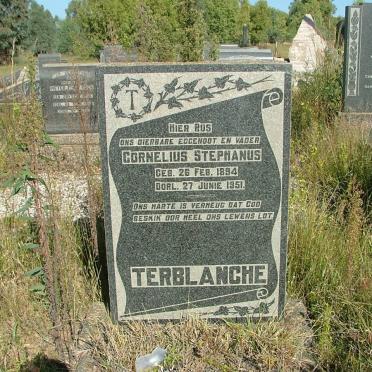 T
HIER RUS
ONS DIERBARE EGGENOOT EN VADER
CORNELIUS STEPHANUS
GEB. 26 FEB. 1894
OORL. 27 JUNIE 1951.
ONS HARTE IS VERHEUG DAT GOD
BESKIK OOR HEEL ONS LEWENS LOT
TERBLANCHE